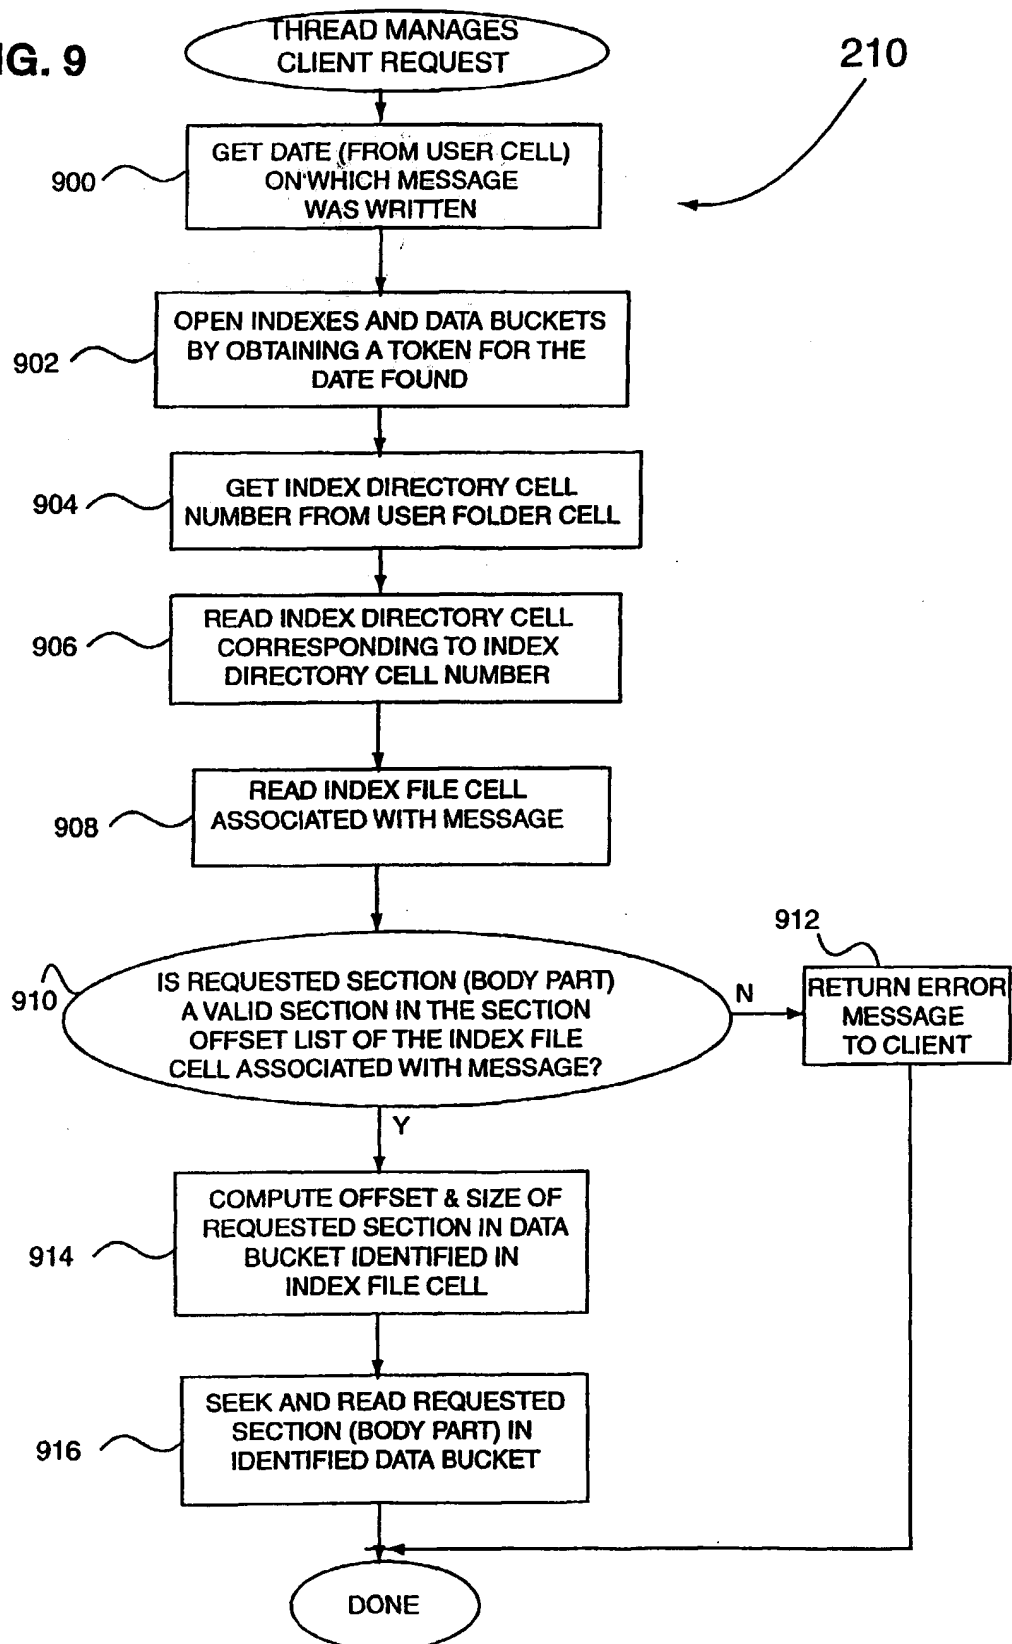 IG. 9
210
THREAD MANAGES
CLIENT REQUEST
900
GET DATE (FROM USER CELL)
ON WHICH MESSAGE
WAS WRITTEN
902
OPEN INDEXES AND DATA BUCKETS
BY OBTAINING A TOKEN FOR THE
DATE FOUND
904
GET INDEX DIRECTORY CELL
NUMBER FROM USER FOLDER CELL
906
READ INDEX DIRECTORY CELL
CORRESPONDING TO INDEX
DIRECTORY CELL NUMBER
908
READ INDEX FILE CELL
ASSOCIATED WITH MESSAGE
910
IS REQUESTED SECTION (BODY PART)
A VALID SECTION IN THE SECTION
OFFSET LIST OF THE INDEX FILE
CELL ASSOCIATED WITH MESSAGE?
N
912
RETURN ERROR
MESSAGE
TO CLIENT
Y
914
COMPUTE OFFSET & SIZE OF
REQUESTED SECTION IN DATA
BUCKET IDENTIFIED IN
INDEX FILE CELL
916
SEEK AND READ REQUESTED
SECTION (BODY PART) IN
IDENTIFIED DATA BUCKET
DONE